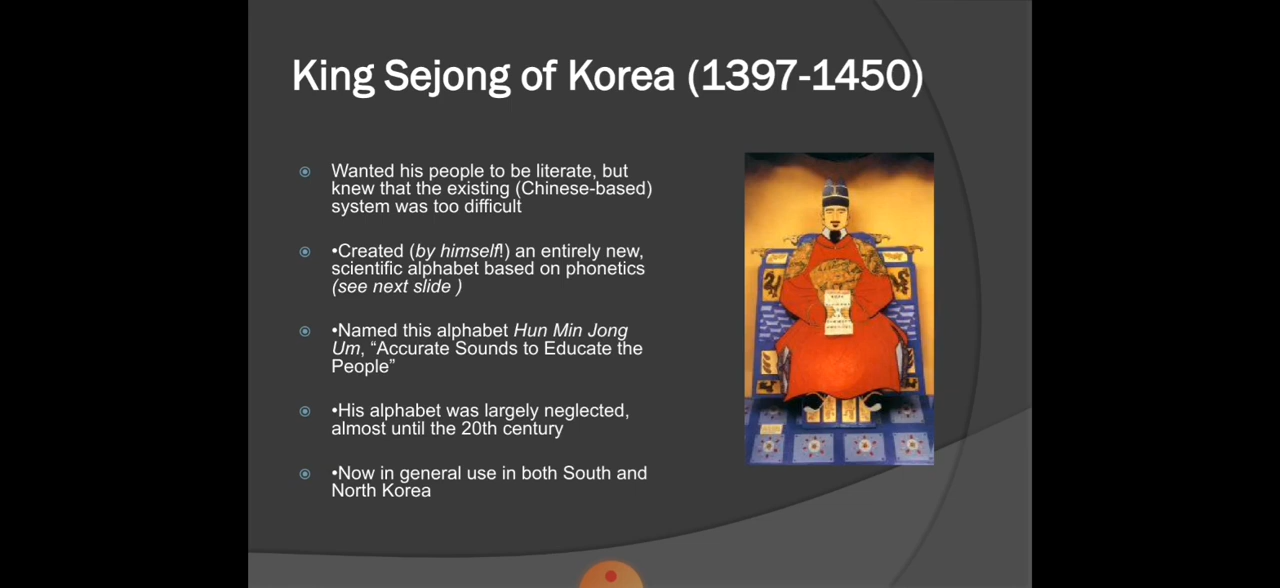 King Sejong of Korea (1397-1450)
Wanted his people to be literate, but
knew that the existing (Chinese-based)
system was too difficult
•Created (by himself!) an entirely new,
scientific alphabet based on phonetics
(see next slide )
•Named this alphabet Hun Min Jong
Um, “Accurate Sounds to Educate the
People”
•His alphabet was largely neglected,
almost until the 20th century
•Now in general use in both South and
North Korea